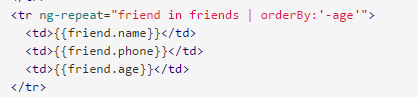 </tr>
<tr ng-repeat="friend in friends | orderBy:'-age'">
<td>{{friend.name}}</td>
<td>{{friend.phone}}</td>
<td>{{friend.age}}</td>
</tr>